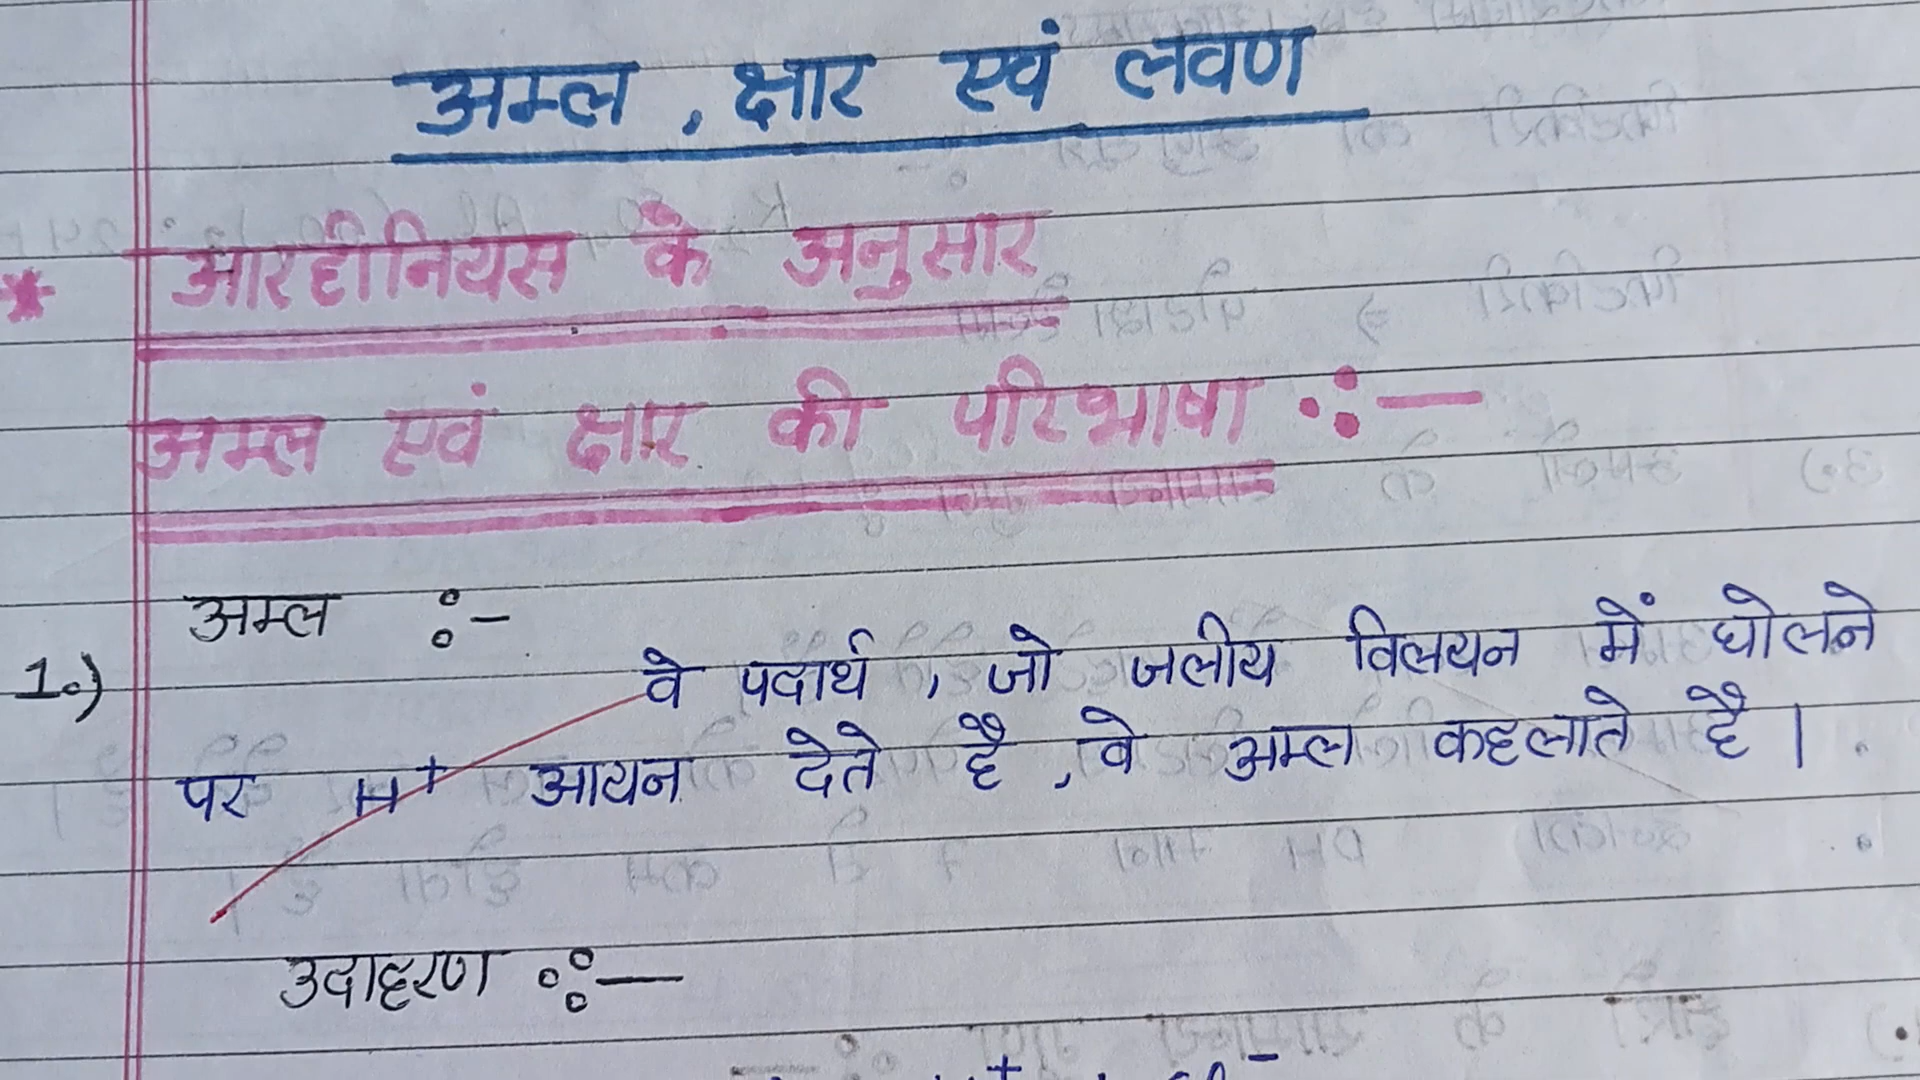 अम्ल , क्षार एवं लवण
* आरहीनियस के अनुसार
अम्ल एवं क्षार की परिभाषा :-
1.) अम्ल :-
वे पदार्थ , जो जलीय विलयन में घोलने
पर H⁺ आयन देते है , वे अम्ल कहलाते है ।
उदाहरण :-